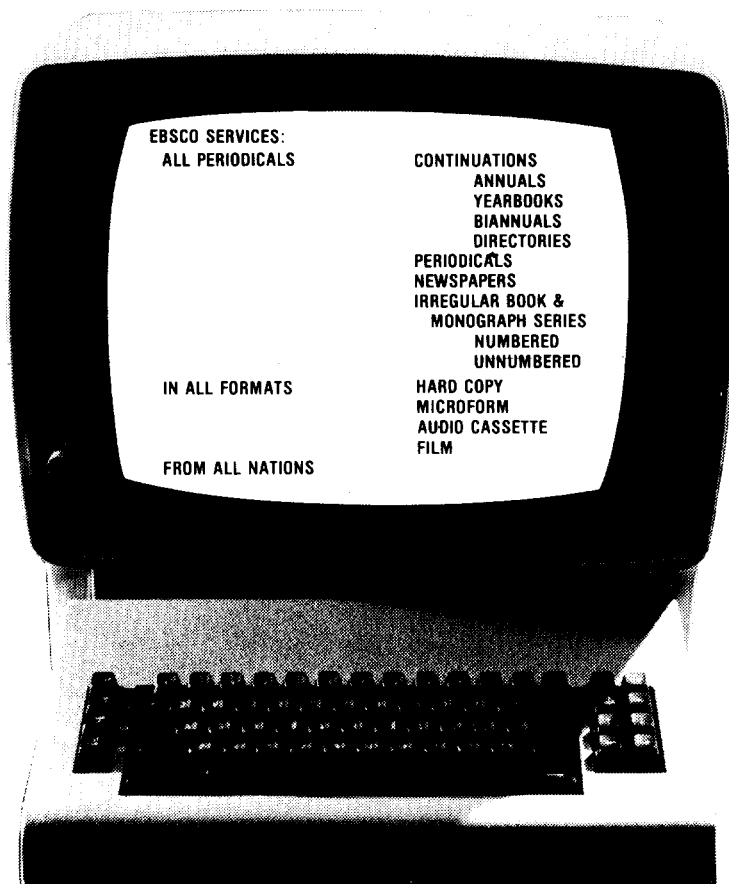 EBSCO SERVICES:
ALL PERIODICALS
CONTINUATIONS
ANNUALS
YEARBOOKS
BIANNUALS
DIRECTORIES
PERIODICALS
NEWSPAPERS
IRREGULAR BOOK &
MONOGRAPH SERIES
NUMBERED
UNNUMBERED
IN ALL FORMATS
HARD COPY
MICROFORM
AUDIO CASSETTE
FILM
FROM ALL NATIONS